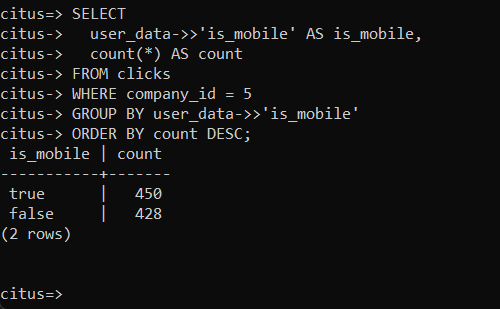 citus=> SELECT
citus->   user_data->>'is_mobile' AS is_mobile,
citus->   count(*) AS count
citus-> FROM clicks
citus-> WHERE company_id = 5
citus-> GROUP BY user_data->>'is_mobile'
citus-> ORDER BY count DESC;
 is_mobile | count
-----------+-------
 true      |   450
 false     |   428
(2 rows)
citus=>